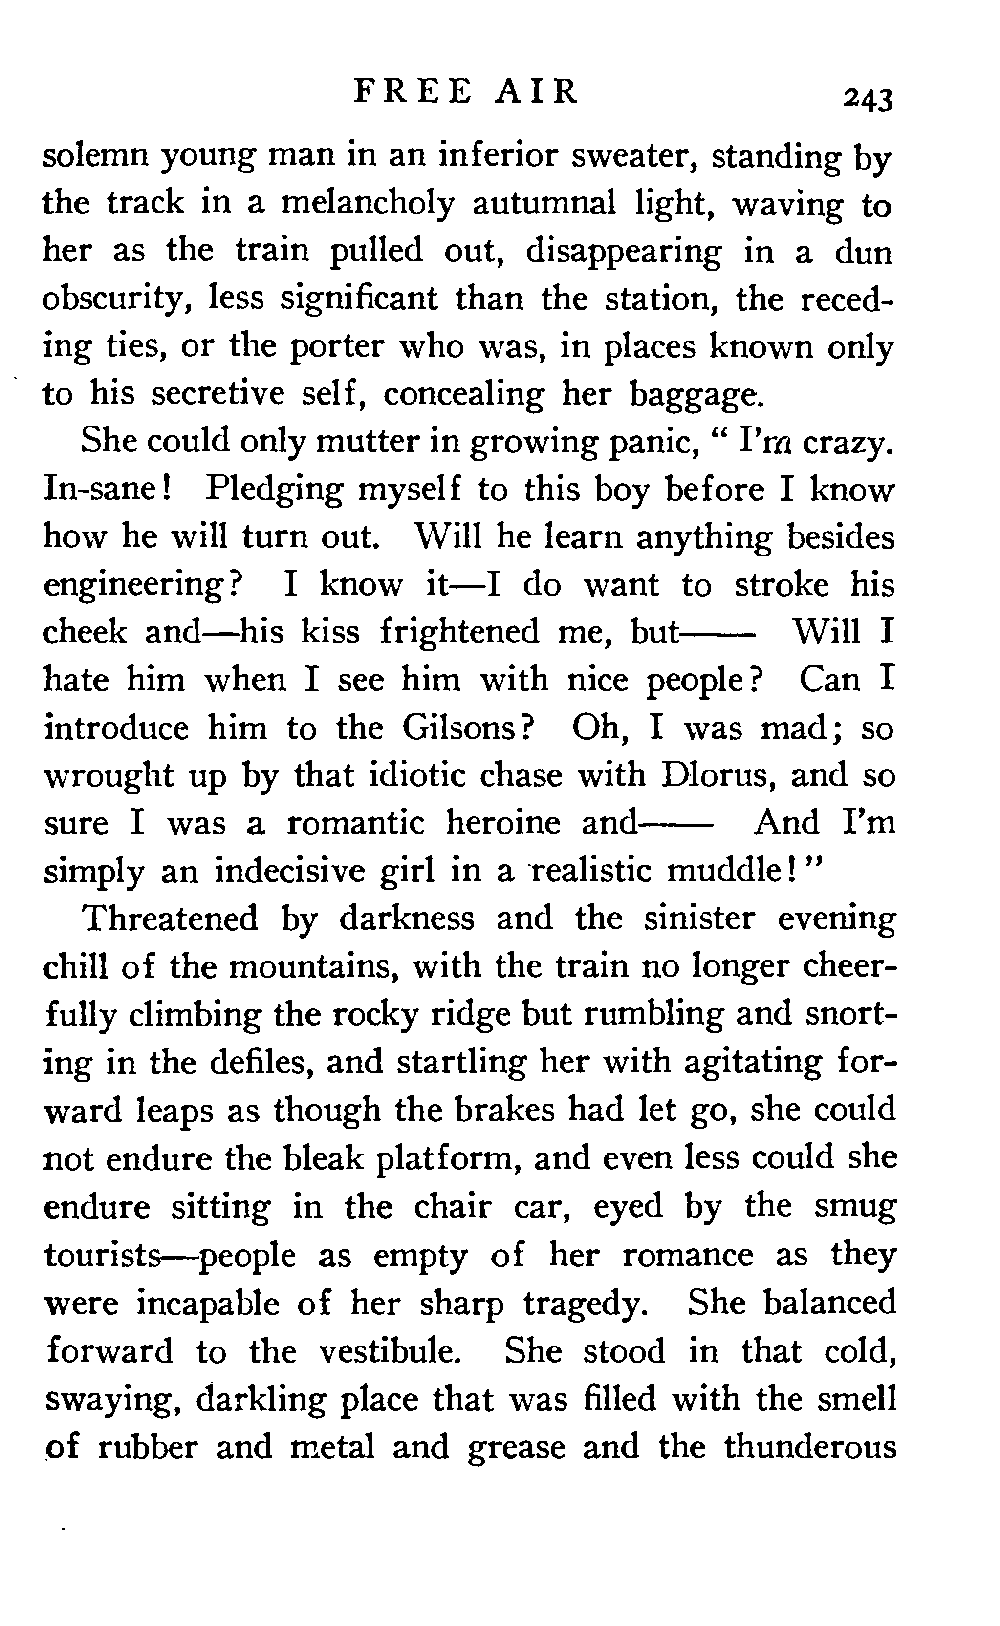 FREE AIR 243
solemn young man in an inferior sweater, standing by
the track in a melancholy autumnal light, waving to
her as the train pulled out, disappearing in a dun
obscurity, less significant than the station, the reced-
ing ties, or the porter who was, in places known only
to his secretive self, concealing her baggage.
She could only mutter in growing panic, “ I’m crazy.
In-sane! Pledging myself to this boy before I know
how he will turn out. Will he learn anything besides
engineering? I know it—I do want to stroke his
cheek and—his kiss frightened me, but—— Will I
hate him when I see him with nice people? Can I
introduce him to the Gilsons? Oh, I was mad; so
wrought up by that idiotic chase with Dlorus, and so
sure I was a romantic heroine and—— And I’m
simply an indecisive girl in a realistic muddle! ”
Threatened by darkness and the sinister evening
chill of the mountains, with the train no longer cheer-
fully climbing the rocky ridge but rumbling and snort-
ing in the defiles, and startling her with agitating for-
ward leaps as though the brakes had let go, she could
not endure the bleak platform, and even less could she
endure sitting in the chair car, eyed by the smug
tourists—people as empty of her romance as they
were incapable of her sharp tragedy. She balanced
forward to the vestibule. She stood in that cold,
swaying, darkling place that was filled with the smell
of rubber and metal and grease and the thunderous